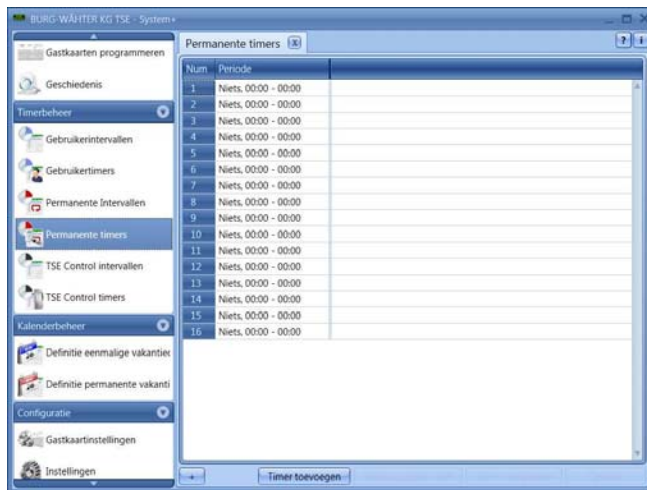 BURG-WÄHTER KG TSE - System+
Gastkaarten programmeren
Geschiedenis
Timerbeheer
Gebruikerintervallen
Gebruikertimers
Permanente Intervallen
Permanente timers
TSE Control intervallen
TSE Control timers
Kalenderbeheer
Definitie eenmalige vakantied
Definitie permanente vakanti
Configuratie
Gastkaartinstellingen
Instellingen
Permanente timers x
? i
Num Periode
1 Niets, 00:00 - 00:00
2 Niets, 00:00 - 00:00
3 Niets, 00:00 - 00:00
4 Niets, 00:00 - 00:00
5 Niets, 00:00 - 00:00
6 Niets, 00:00 - 00:00
7 Niets, 00:00 - 00:00
8 Niets, 00:00 - 00:00
9 Niets, 00:00 - 00:00
10 Niets, 00:00 - 00:00
11 Niets, 00:00 - 00:00
12 Niets, 00:00 - 00:00
13 Niets, 00:00 - 00:00
14 Niets, 00:00 - 00:00
15 Niets, 00:00 - 00:00
16 Niets, 00:00 - 00:00
+ Timer toevoegen